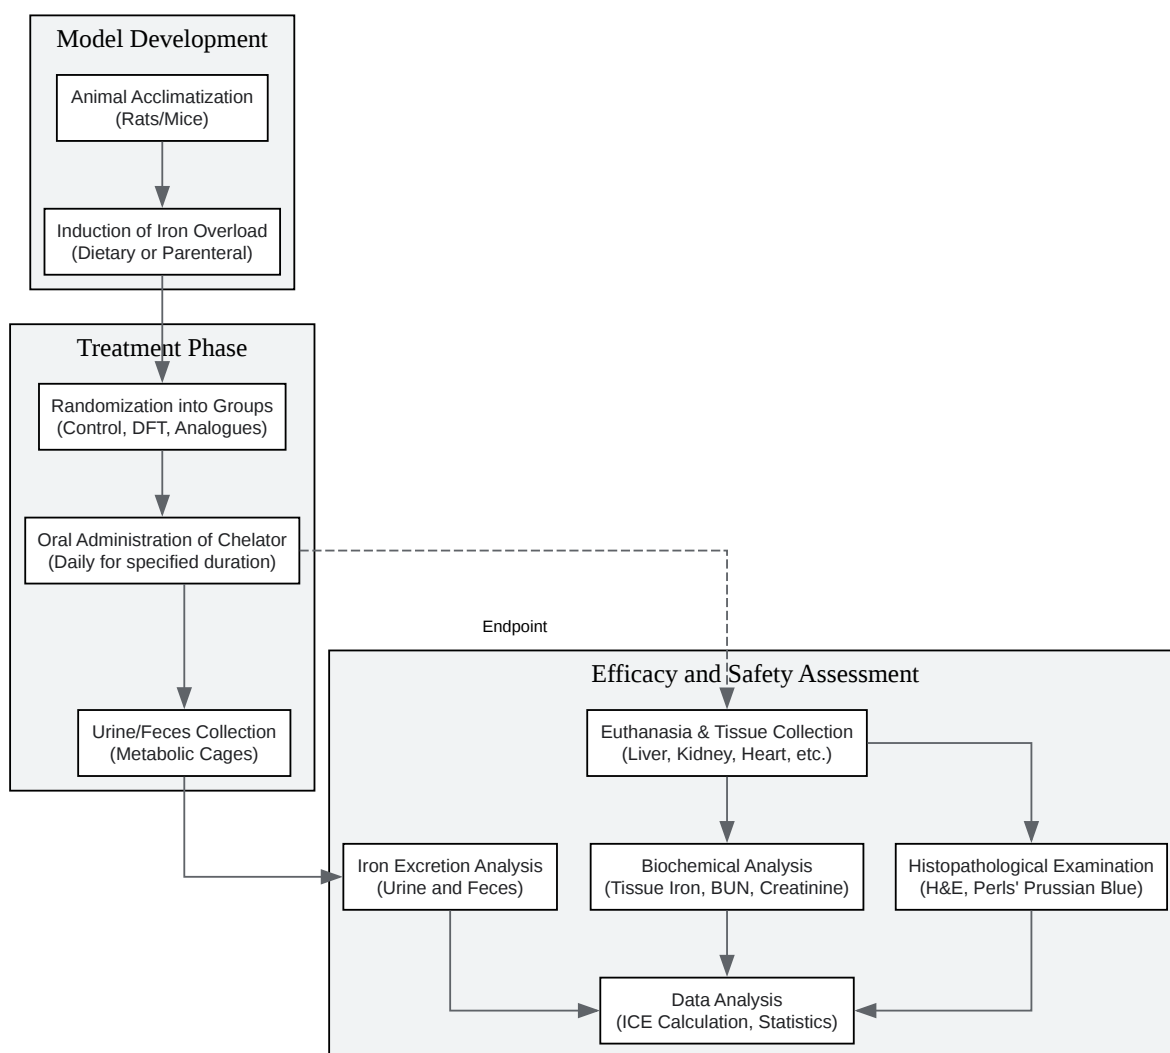 Model Development
Animal Acclimatization
(Rats/Mice)
Induction of Iron Overload
(Dietary or Parenteral)
Treatment Phase
Randomization into Groups
(Control, DFT, Analogues)
Oral Administration of Chelator
(Daily for specified duration)
Urine/Feces Collection
(Metabolic Cages)
Endpoint
Efficacy and Safety Assessment
Euthanasia & Tissue Collection
(Liver, Kidney, Heart, etc.)
Iron Excretion Analysis
(Urine and Feces)
Biochemical Analysis
(Tissue Iron, BUN, Creatinine)
Histopathological Examination
(H&E, Perls' Prussian Blue)
Data Analysis
(ICE Calculation, Statistics)